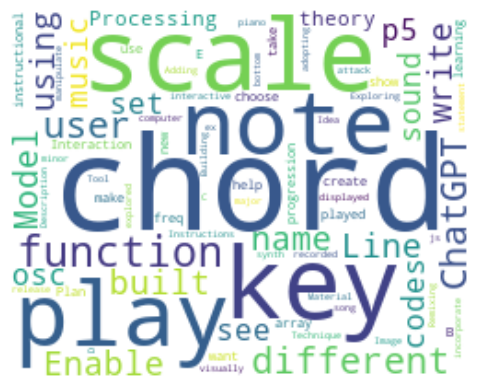 Processing
theory
p5
instructional
using
manipulate
music
scale
piano
take
E
use
adopting
Adding
bottom
attack
write
learning
sound
set
interactive
choose
show
Exploring
user
note
computer
Idea
ex
Building
Model
Description
Interaction
minor
chord
Tool
make
help
create
displayed
progression
ChatGPT
statement
explored
C
major
played
freq
Instructions
name
Line
js
function
osc
built
key
codes
Remixing
incorporate
release
Plan
synth
recorded
Material
song
play
see
array
Technique
Image
B
want
visually
Enable
different